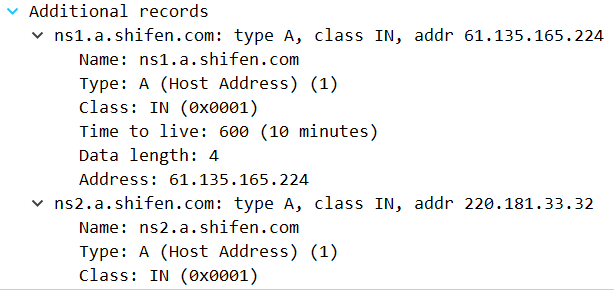 Additional records
ns1.a.shifen.com: type A, class IN, addr 61.135.165.224
Name: ns1.a.shifen.com
Type: A (Host Address) (1)
Class: IN (0x0001)
Time to live: 600 (10 minutes)
Data length: 4
Address: 61.135.165.224
ns2.a.shifen.com: type A, class IN, addr 220.181.33.32
Name: ns2.a.shifen.com
Type: A (Host Address) (1)
Class: IN (0x0001)